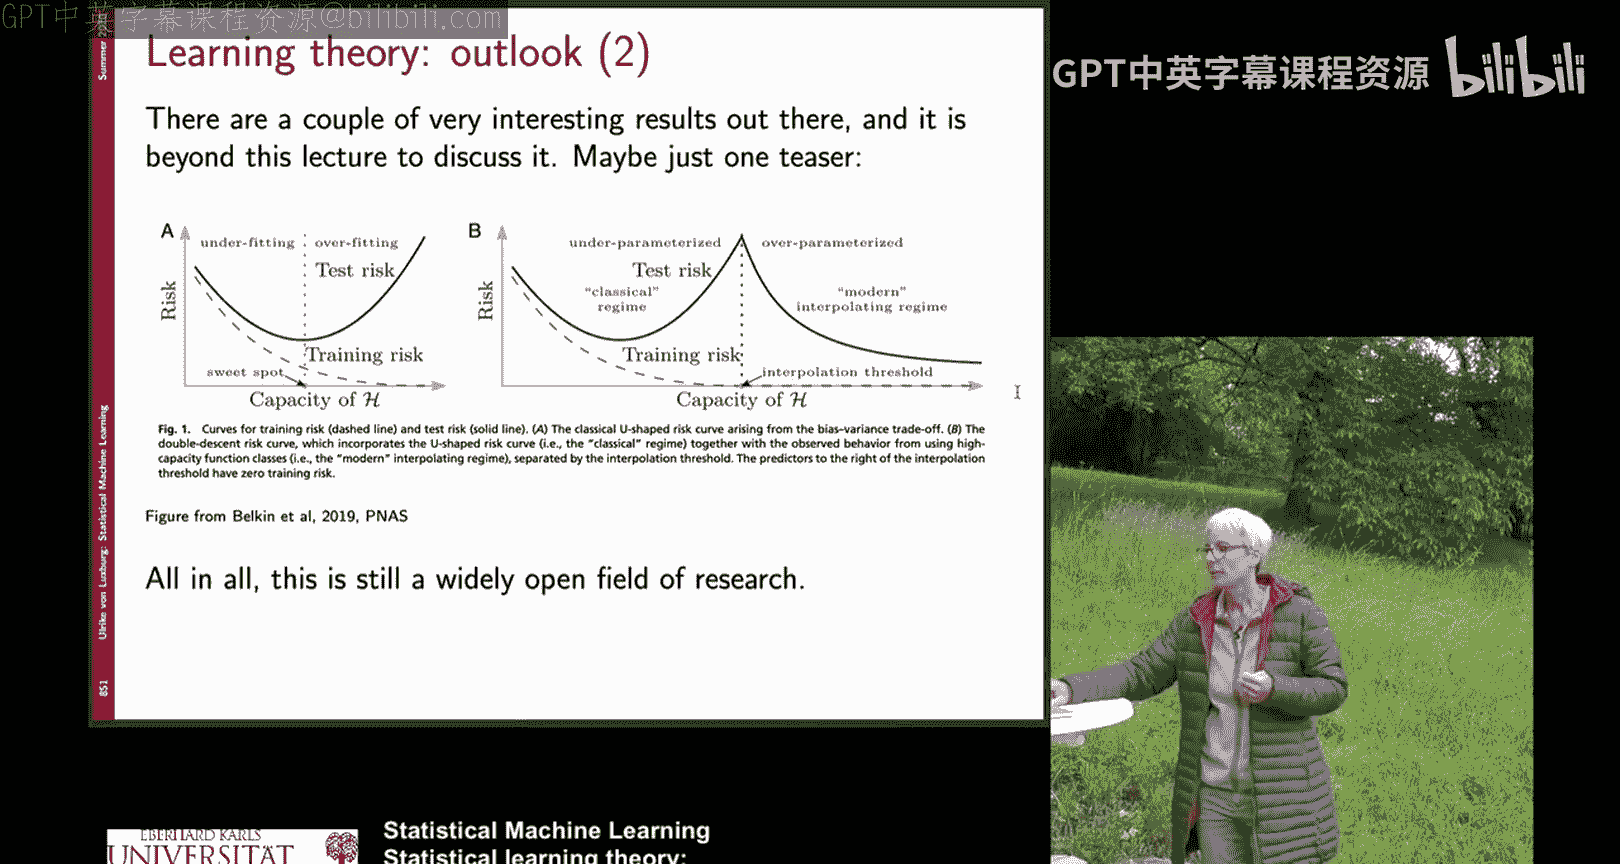 GPT中英字幕课程资源@bilibili.com
Learning theory: outlook (2)
There are a couple of very interesting results out there, and it is
beyond this lecture to discuss it. Maybe just one teaser:
A
under-fitting
over-fitting
Test risk
Risk
Training risk
sweet spot
Capacity of ℋ
B
under-parameterized
over-parameterized
Test risk
“classical”
regime
“modern”
interpolating regime
Risk
Training risk
interpolation threshold
Capacity of ℋ
Fig. 1. Curves for training risk (dashed line) and test risk (solid line). (A) The classical U-shaped risk curve arising from the bias–variance trade-off. (B) The
double-descent risk curve, which incorporates the U-shaped risk curve (i.e., the “classical” regime) together with the observed behavior from using high-
capacity function classes (i.e., the “modern” interpolating regime), separated by the interpolation threshold. The predictors to the right of the interpolation
threshold have zero training risk.
Figure from Belkin et al, 2019, PNAS
All in all, this is still a widely open field of research.
Summer
Ulrike von Luxburg: Statistical Machine Learning
851
GPT中英字幕课程资源 bilibili
EBERHARD KARLS
UNIVERSITÄT
Statistical Machine Learning
Statistical learning theory: